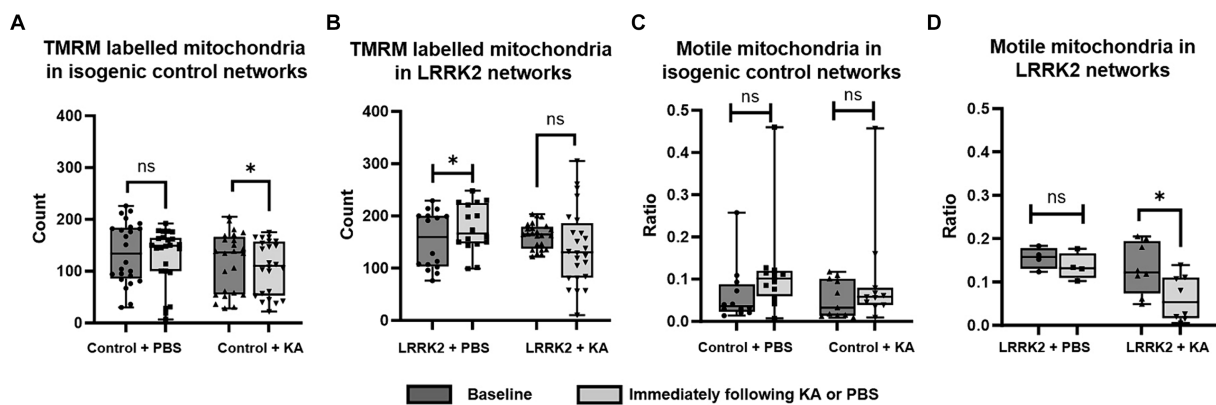 A
TMRM labelled mitochondria
in isogenic control networks
Count
400
300
200
100
0
ns
*
Control + PBS
Control + KA
B
TMRM labelled mitochondria
in LRRK2 networks
Count
400
300
200
100
0
*
ns
LRRK2 + PBS
LRRK2 + KA
C
Motile mitochondria in
isogenic control networks
Ratio
0.5
0.4
0.3
0.2
0.1
0.0
ns
ns
Control + PBS
Control + KA
D
Motile mitochondria in
LRRK2 networks
Ratio
0.5
0.4
0.3
0.2
0.1
0.0
ns
*
LRRK2 + PBS
LRRK2 + KA
Baseline
Immediately following KA or PBS